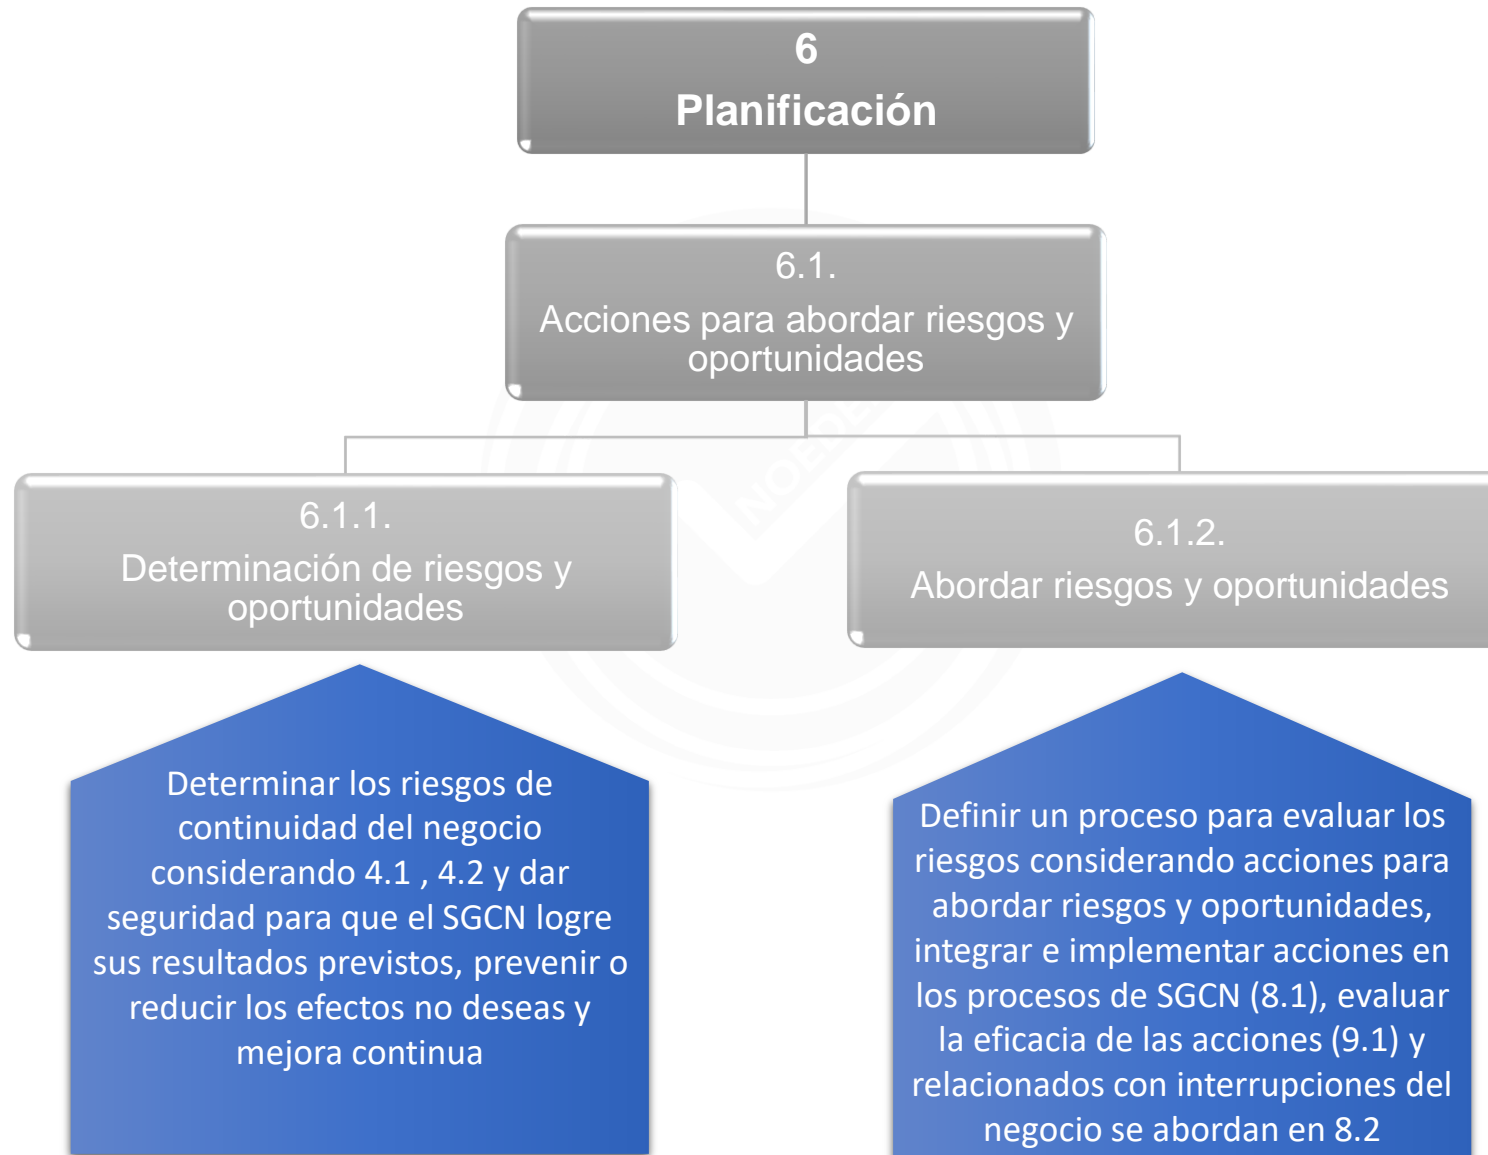 6
Planificación
6.1.
Acciones para abordar riesgos y
oportunidades
6.1.1.
Determinación de riesgos y
oportunidades
6.1.2.
Abordar riesgos y oportunidades
Determinar los riesgos de
continuidad del negocio
considerando 4.1 , 4.2 y dar
seguridad para que el SGCN logre
sus resultados previstos, prevenir o
reducir los efectos no deseas y
mejora continua
Definir un proceso para evaluar los
riesgos considerando acciones para
abordar riesgos y oportunidades,
integrar e implementar acciones en
los procesos de SGCN (8.1), evaluar
la eficacia de las acciones (9.1) y
relacionados con interrupciones del
negocio se abordan en 8.2